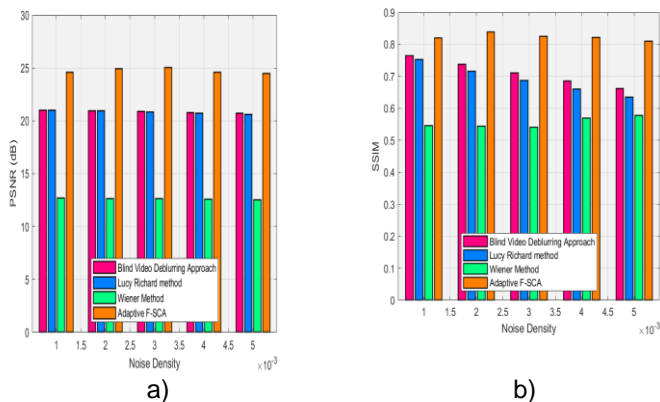 30
25
20
15
10
5
0
PSNR (dB)
Blind Video Deblurring Approach
Lucy Richard method
Wiener Method
Adaptive F-SCA
1 1.5 2 2.5 3 3.5 4 4.5 5
Noise Density
×10⁻³
a)
0.9
0.8
0.7
0.6
0.5
0.4
0.3
0.2
0.1
0
SSIM
Blind Video Deblurring Approach
Lucy Richard method
Wiener Method
Adaptive F-SCA
1 1.5 2 2.5 3 3.5 4 4.5 5
Noise Density
×10⁻³
b)